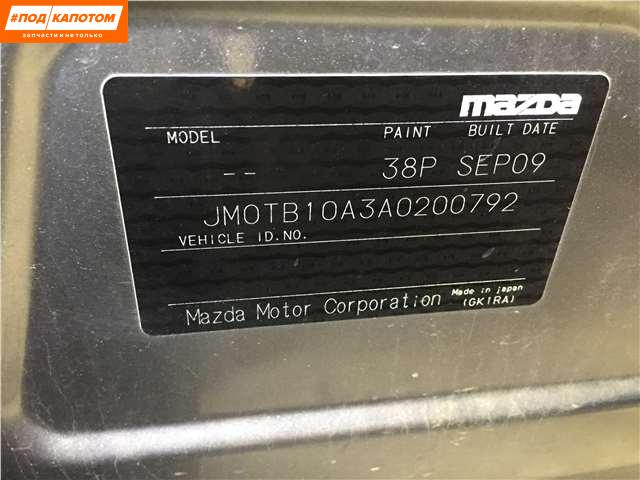 #ПОД КАПОТОМ
запчасти и не только
mazda
MODEL PAINT BUILT DATE
-- 38P SEP09
JM0TB10A3A0200792
VEHICLE ID.NO.
Mazda Motor Corporation Made in Japan
(GK1RA)